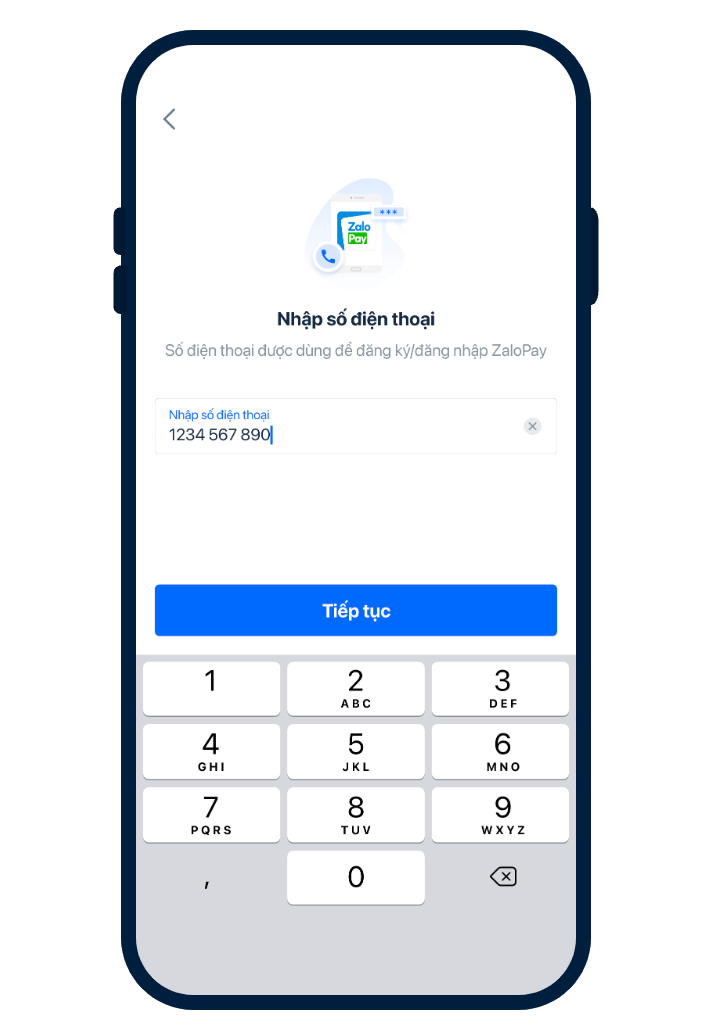 ***
Zalo
Pay
Nhập số điện thoại
Số điện thoại được dùng để đăng ký/đăng nhập ZaloPay
Nhập số điện thoại
1234 567 890
Tiếp tục
1 2 3
ABC DEF
4 5 6
GHI JKL MNO
7 8 9
PQRS TUV WXYZ
, 0